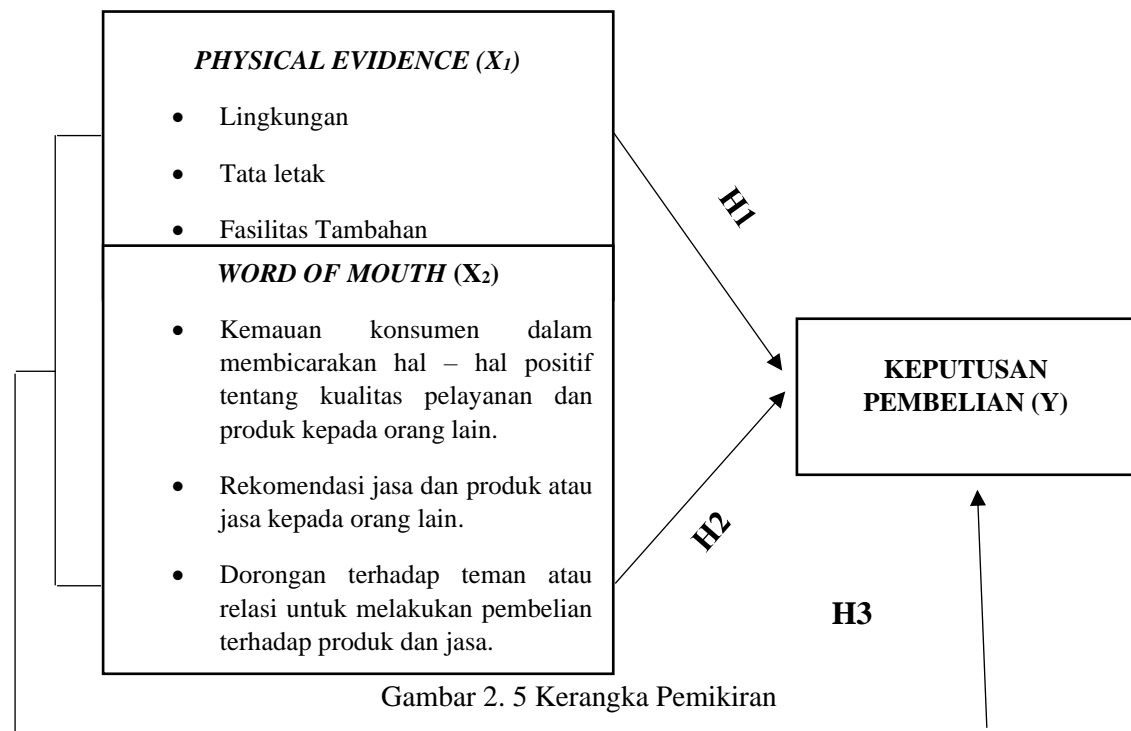 PHYSICAL EVIDENCE (X1)
• Lingkungan
• Tata letak
• Fasilitas Tambahan
WORD OF MOUTH (X2)
• Kemauan konsumen dalam
membicarakan hal – hal positif
tentang kualitas pelayanan dan
produk kepada orang lain.
• Rekomendasi jasa dan produk atau
jasa kepada orang lain.
• Dorongan terhadap teman atau
relasi untuk melakukan pembelian
terhadap produk dan jasa.
H1
H2
KEPUTUSAN
PEMBELIAN (Y)
H3
Gambar 2. 5 Kerangka Pemikiran